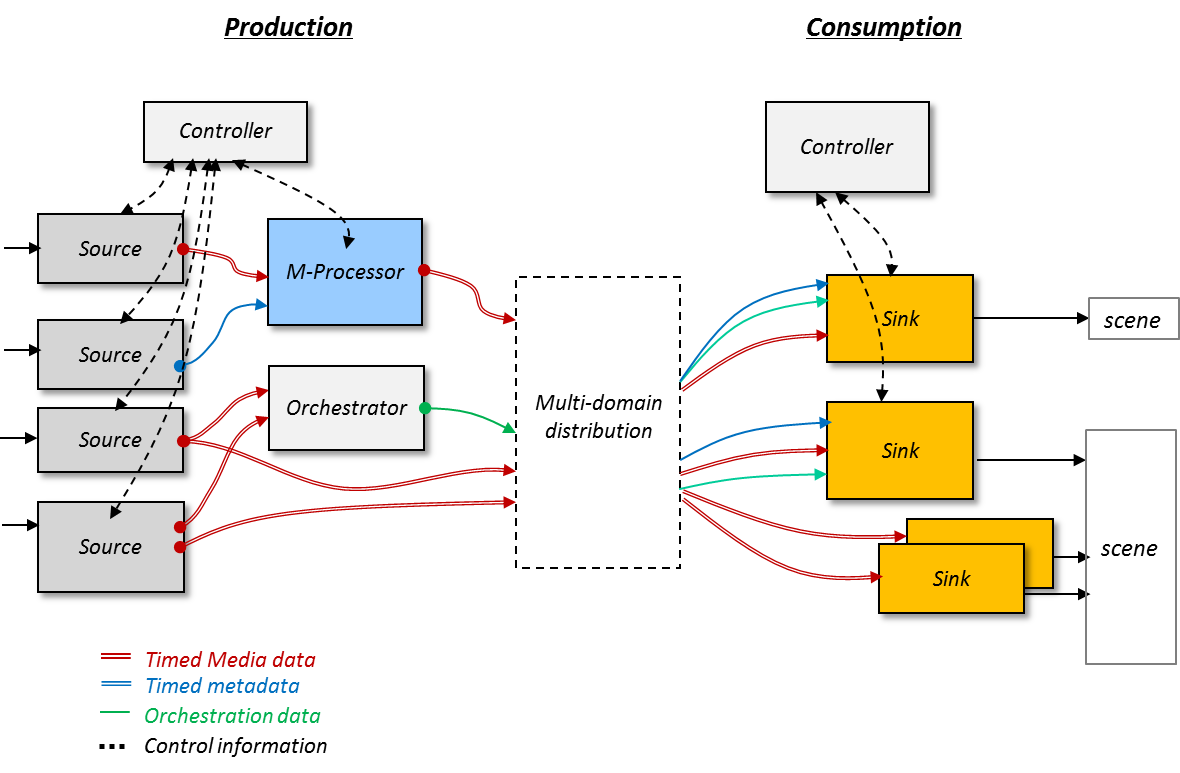 Production
Consumption
Controller
Controller
Source
M-Processor
Source
Sink
scene
Source
Orchestrator
Multi-domain
distribution
Sink
Source
Sink
scene
Timed Media data
Timed metadata
Orchestration data
Control information